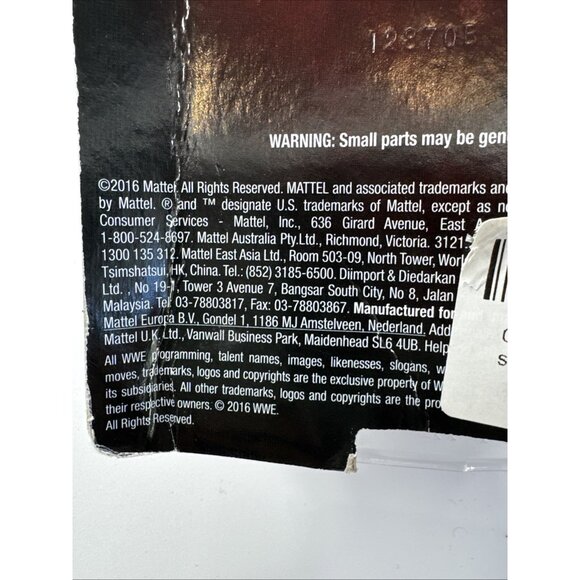 128705
WARNING: Small parts may be gene
©2016 Mattel. All Rights Reserved. MATTEL and associated trademarks and
by Mattel. ® and ™ designate U.S. trademarks of Mattel, except as no
Consumer Services - Mattel, Inc., 636 Girard Avenue, East A
1-800-524-8697. Mattel Australia Pty.Ltd., Richmond, Victoria. 3121.
1300 135 312. Mattel East Asia Ltd., Room 503-09, North Tower, Worl
Tsimshatsui, HK, China. Tel.: (852) 3185-6500. Diimport & Diedarkan
Ltd. , No 19-1, Tower 3 Avenue 7, Bangsar South City, No 8, Jalan
Malaysia. Tel: 03-78803817, Fax: 03-78803867. Manufactured for
Mattel Europa B.V., Gondel 1, 1186 MJ Amstelveen, Nederland. Add
Mattel U.K. Ltd., Vanwall Business Park, Maidenhead SL6 4UB. Help
All WWE programming, talent names, images, likenesses, slogans, w
moves, trademarks, logos and copyrights are the exclusive property of W
its subsidiaries. All other trademarks, logos and copyrights are the pro
their respective owners. © 2016 WWE.
All Rights Reserved.